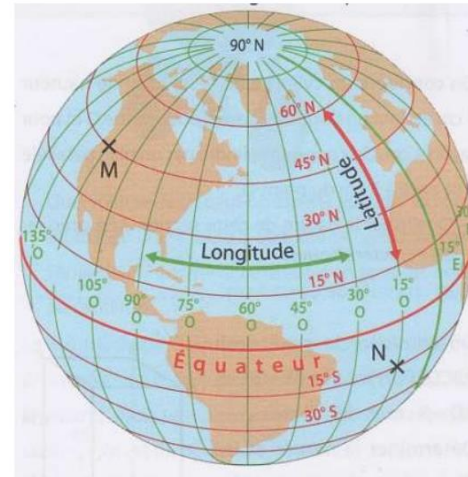 90° N
60° N
M
45° N
Latitude
30° N
135° O
Longitude
15° E
15° N
105° O
90° O
75° O
60° O
45° O
30° O
15° O
Équateur
N
15° S
30° S